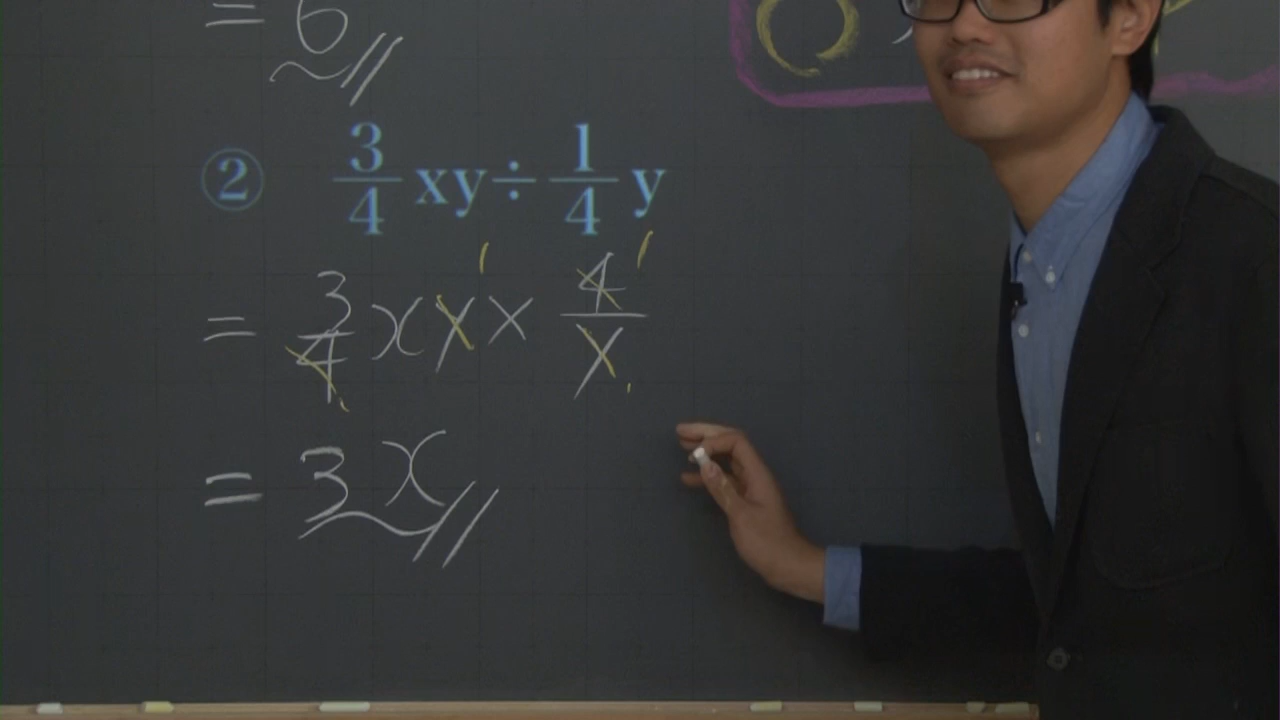 = 6
② 3/4 xy ÷ 1/4 y
= 3/4 x y × 4/y
= 3x